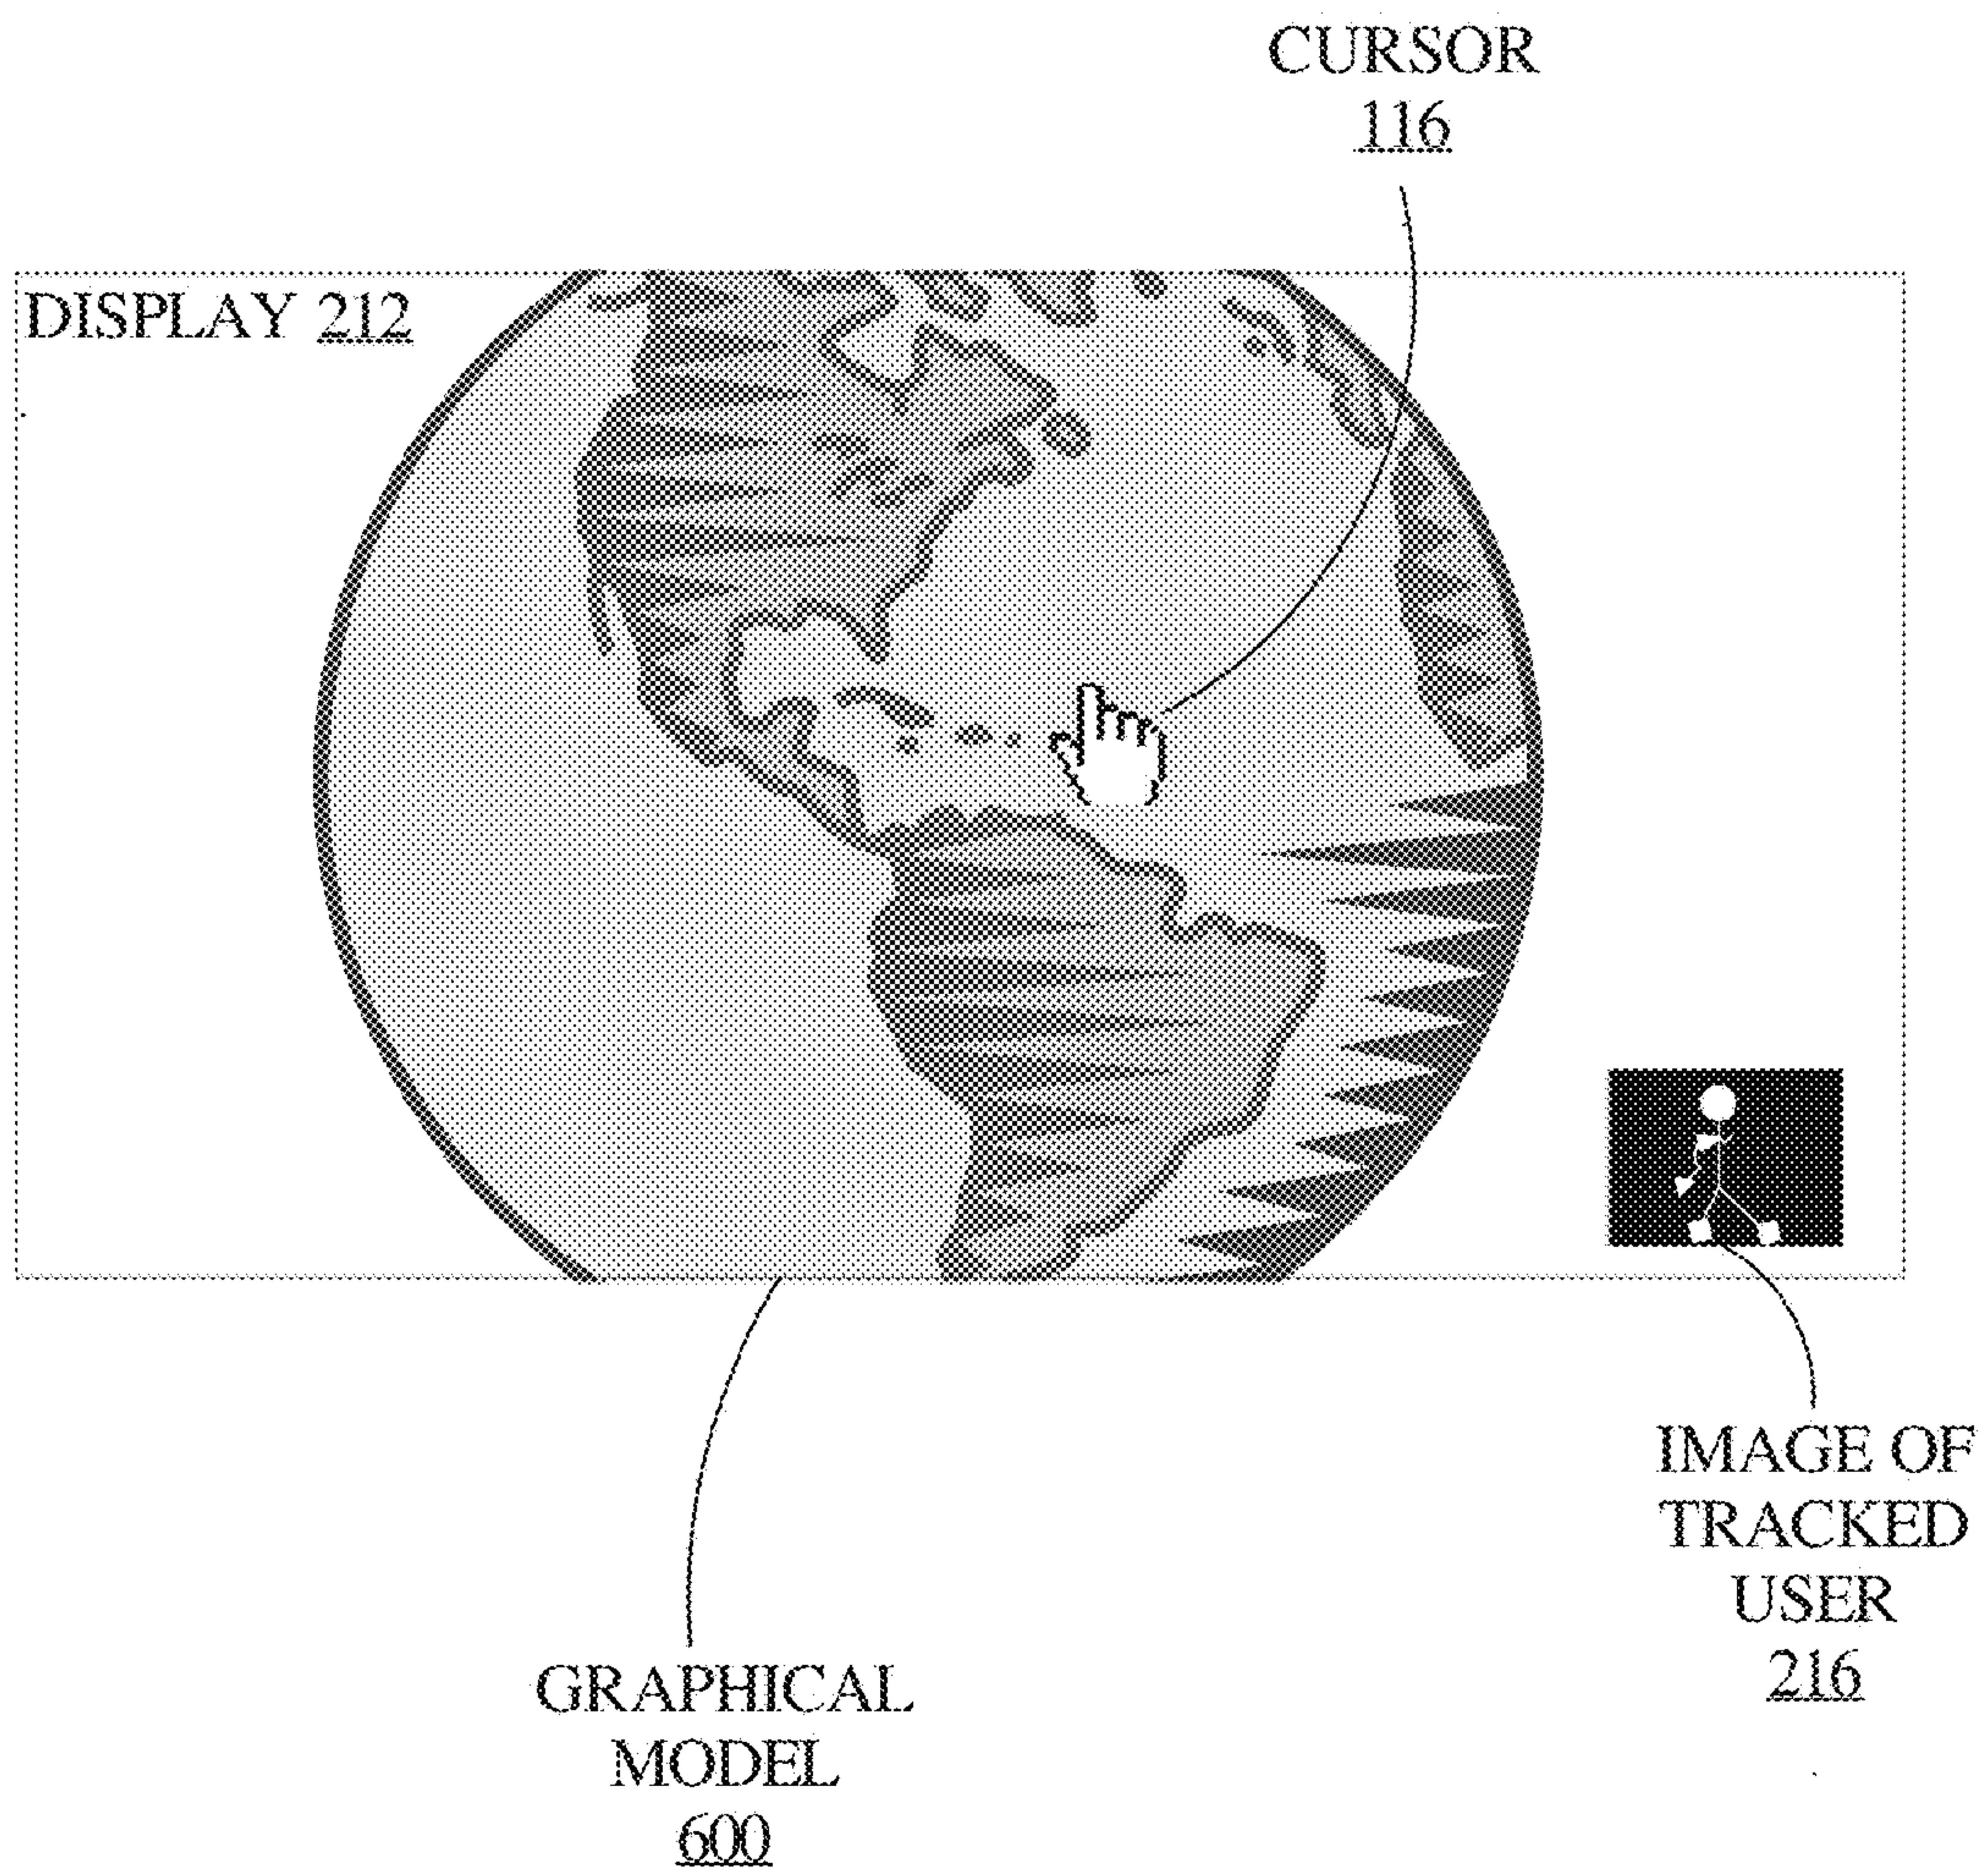 CURSOR
116
DISPLAY 212
IMAGE OF
TRACKED
USER
216
GRAPHICAL
MODEL
600